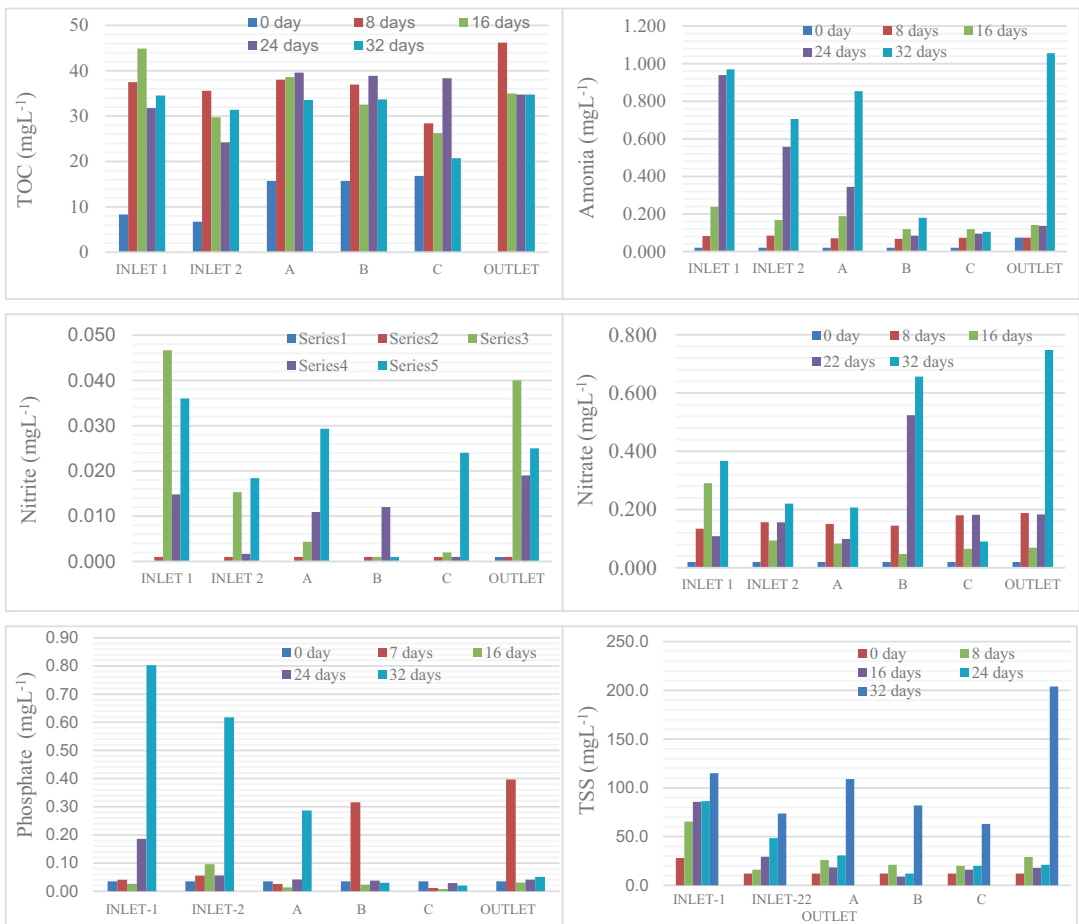 TOC (mgL⁻¹)
50
40
30
20
10
0
0 day 8 days 16 days
24 days 32 days
INLET 1 INLET 2 A B C OUTLET
Amonia (mgL⁻¹)
1.200
1.000
0.800
0.600
0.400
0.200
0.000
0 day 8 days 16 days
24 days 32 days
INLET 1 INLET 2 A B C OUTLET
Nitrite (mgL⁻¹)
0.050
0.040
0.030
0.020
0.010
0.000
Series1 Series2 Series3
Series4 Series5
INLET 1 INLET 2 A B C OUTLET
Nitrate (mgL⁻¹)
0.800
0.600
0.400
0.200
0.000
0 day 8 days 16 days
22 days 32 days
INLET 1 INLET 2 A B C OUTLET
Phosphate (mgL⁻¹)
0.90
0.80
0.70
0.60
0.50
0.40
0.30
0.20
0.10
0.00
0 day 7 days 16 days
24 days 32 days
INLET-1 INLET-2 A B C OUTLET
TSS (mgL⁻¹)
250.0
200.0
150.0
100.0
50.0
0.0
0 day 8 days
16 days 24 days
32 days
INLET-1 INLET-22 A B C
OUTLET